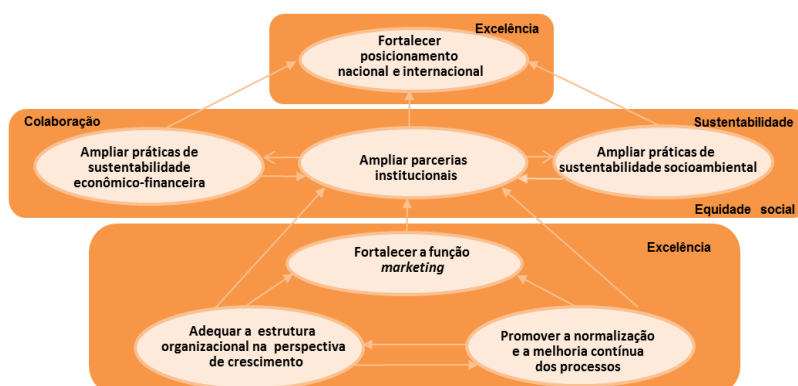 Excelência
Fortalecer
posicionamento
nacional e internacional
Colaboração
Sustentabilidade
Ampliar práticas de
sustentabilidade
econômico-financeira
Ampliar parcerias
institucionais
Ampliar práticas de
sustentabilidade socioambiental
Equidade social
Excelência
Fortalecer a função
marketing
Adequar a estrutura
organizacional na perspectiva
de crescimento
Promover a normalização
e a melhoria contínua
dos processos